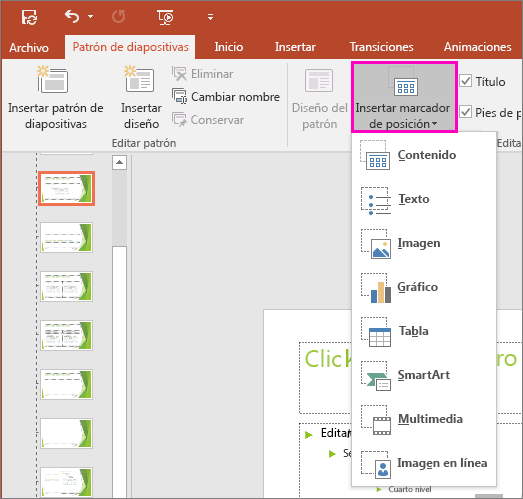 Archivo Patrón de diapositivas Inicio Insertar Transiciones Animaciones
Insertar patrón de
diapositivas
Insertar
diseño
Eliminar
Cambiar nombre
Conservar
Editar patrón
Diseño del
patrón
Insertar marcador
de posición
Título
Pies de p
Edita
Contenido
Texto
Imagen
Gráfico
Tabla
SmartArt
Multimedia
Imagen en línea
Click
ro
Editar
Se
Cuarto nivel